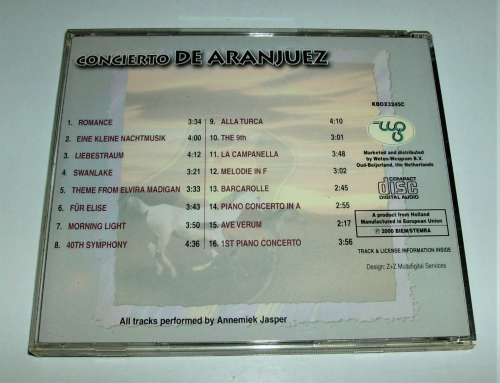 CONCIERTO DE ARANJUEZ
1. ROMANCE 3:34
2. EINE KLEINE NACHTMUSIK 4:00
3. LIEBESTRAUM 4:12
4. SWANLAKE 3:21
5. THEME FROM ELVIRA MADIGAN 3:33
6. FÜR ELISE 3:43
7. MORNING LIGHT 3:50
8. 40TH SYMPHONY 4:36
9. ALLA TURCA 4:10
10. THE 9th 3:01
11. LA CAMPANELLA 3:48
12. MELODIE IN F 3:02
13. BARCAROLLE 2:45
14. PIANO CONCERTO IN A 2:55
15. AVE VERUM 2:17
16. 1ST PIANO CONCERTO 3:56
All tracks performed by Annemiek Jasper
KBOX3245C
Marketed and distributed
by Weton-Wesgram B.V.
Oud-Beijerland, the Netherlands
COMPACT
disc
DIGITAL AUDIO
A product from Holland
Manufactured in European Union
© 2000 BIEM/STEMRA
TRACK & LICENSE INFORMATION INSIDE
Design: Z+Z Multidigital Services